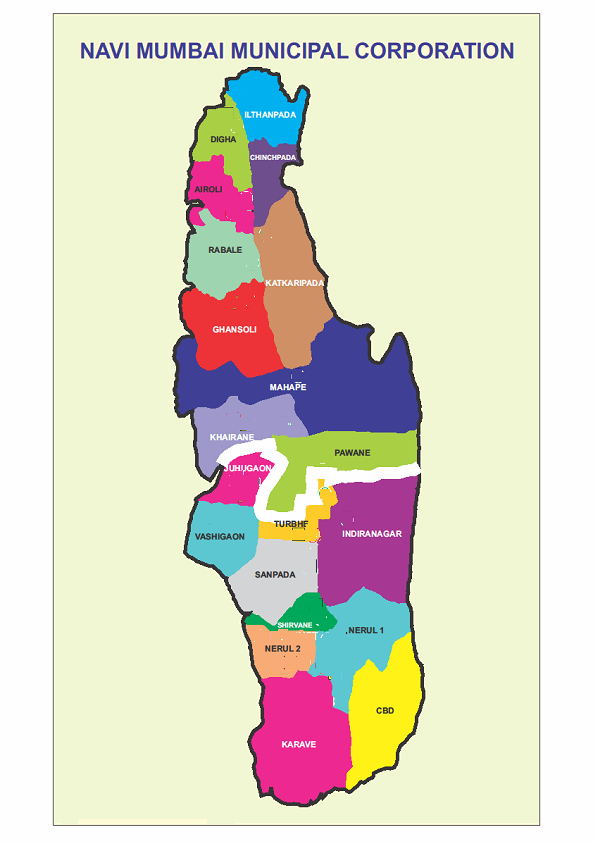 NAVI MUMBAI MUNICIPAL CORPORATION
ILTHANPADA
DIGHA
CHINCHPADA
AIROLI
RABALE
KATKARIPADA
GHANSOLI
MAHAPE
KHAIRANE
PAWANE
JUHUGAON
TURBHE
VASHIGAON
INDIRANAGAR
SANPADA
SHIRVANE
NERUL 1
NERUL 2
CBD
KARAVE